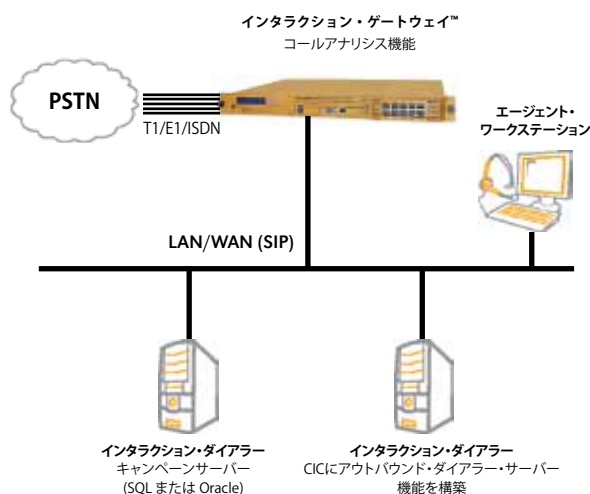 インタラクション・ゲートウェイ™
コールアナリシス機能
PSTN
T1/E1/ISDN
エージェント・
ワークステーション
LAN/WAN (SIP)
インタラクション・ダイアラー
キャンペーンサーバー
(SQL または Oracle)
インタラクション・ダイアラー
CICにアウトバウンド・ダイアラー・サーバー
機能を構築